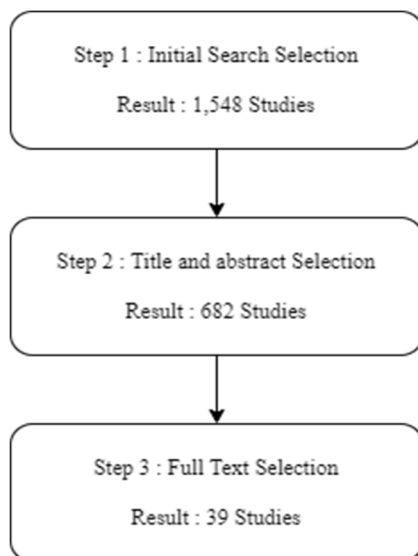 Step 1 : Initial Search Selection
Result : 1,548 Studies
Step 2 : Title and abstract Selection
Result : 682 Studies
Step 3 : Full Text Selection
Result : 39 Studies